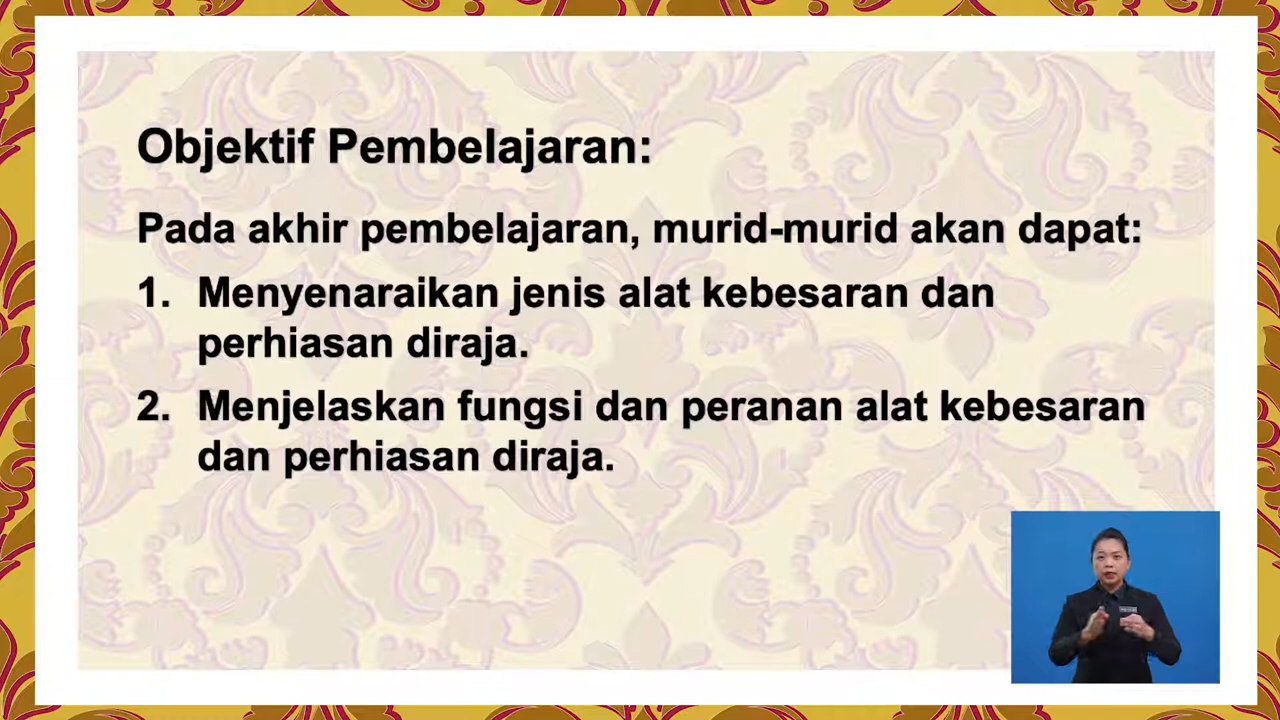 Objektif Pembelajaran:
Pada akhir pembelajaran, murid-murid akan dapat:
1. Menyenaraikan jenis alat kebesaran dan
perhiasan diraja.
2. Menjelaskan fungsi dan peranan alat kebesaran
dan perhiasan diraja.